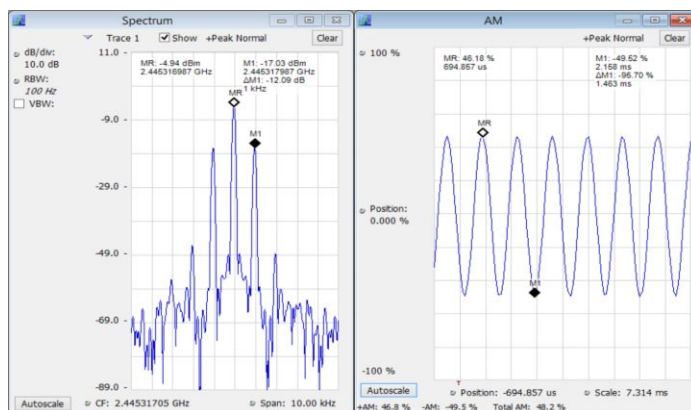 Spectrum
Trace 1 Show +Peak Normal Clear
dB/div:
10.0 dB
RBW:
100 Hz
VBW:
11.0
-9.0
-29.0
-49.0
-69.0
-89.0
MR: -4.94 dBm
2.445316987 GHz
M1: -17.03 dBm
2.445317987 GHz
ΔM1: -12.09 dB
1 kHz
MR
M1
Autoscale CF: 2.44531705 GHz Span: 10.00 kHz
AM
+Peak Normal Clear
100 %
Position:
0.000 %
-100 %
MR: 46.18 %
694.857 us
M1: -49.52 %
2.158 ms
ΔM1: -95.70 %
1.463 ms
MR
M1
T
Autoscale Position: -694.857 us Scale: 7.314 ms
+AM: 46.8 % -AM: -49.5 % Total AM: 48.2 %